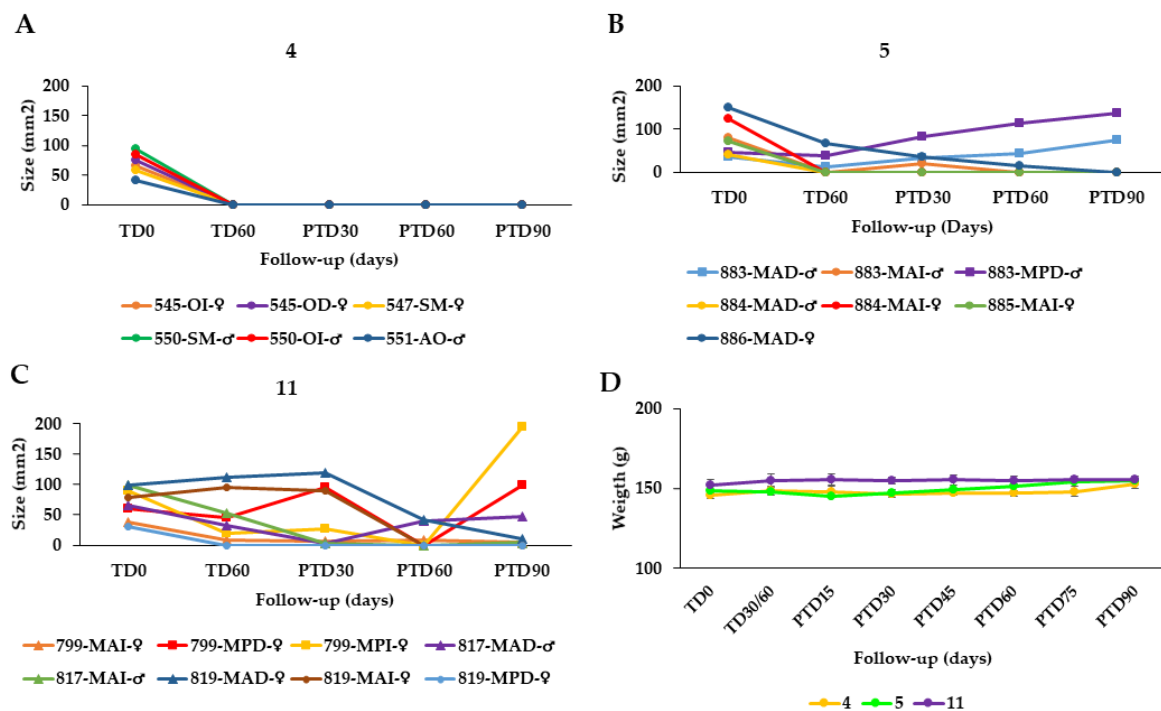 A
4
200
150
100
50
0
Size (mm2)
TD0 TD60 PTD30 PTD60 PTD90
Follow-up (days)
545-OI-♀ 545-OD-♀ 547-SM-♀
550-SM-♂ 550-OI-♂ 551-AO-♂
B
5
200
100
0
Size (mm2)
TD0 TD60 PTD30 PTD60 PTD90
Follow-up (Days)
883-MAD-♂ 883-MAI-♂ 883-MPD-♂
884-MAD-♂ 884-MAI-♀ 885-MAI-♀
886-MAD-♀
C
11
200
150
100
50
0
Size (mm2)
TD0 TD60 PTD30 PTD60 PTD90
Follow-up (days)
799-MAI-♀ 799-MPD-♀ 799-MPI-♀ 817-MAD-♂
817-MAI-♂ 819-MAD-♀ 819-MAI-♀ 819-MPD-♀
D
200
150
100
Weigth (g)
TD0 TD30/60 PTD15 PTD30 PTD45 PTD60 PTD75 PTD90
Follow-up (days)
4 5 11